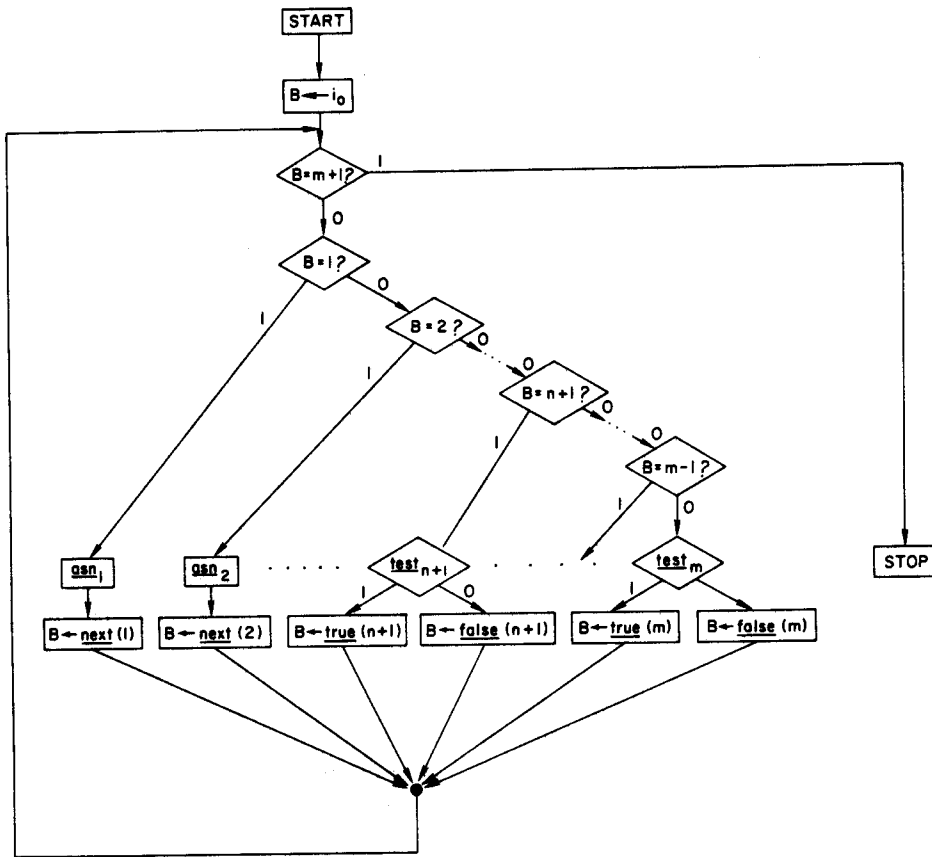 START
B ← i₀
B = m+1?
1
0
B = 1?
0
1
B = 2?
0
0
1
B = n+1?
0
0
1
B = m−1?
1
0
asn₁
asn₂
. . . . .
test n+1
. . . .
test m
STOP
1
0
1
B ← next (1)
B ← next (2)
B ← true (n+1)
B ← false (n+1)
B ← true (m)
B ← false (m)